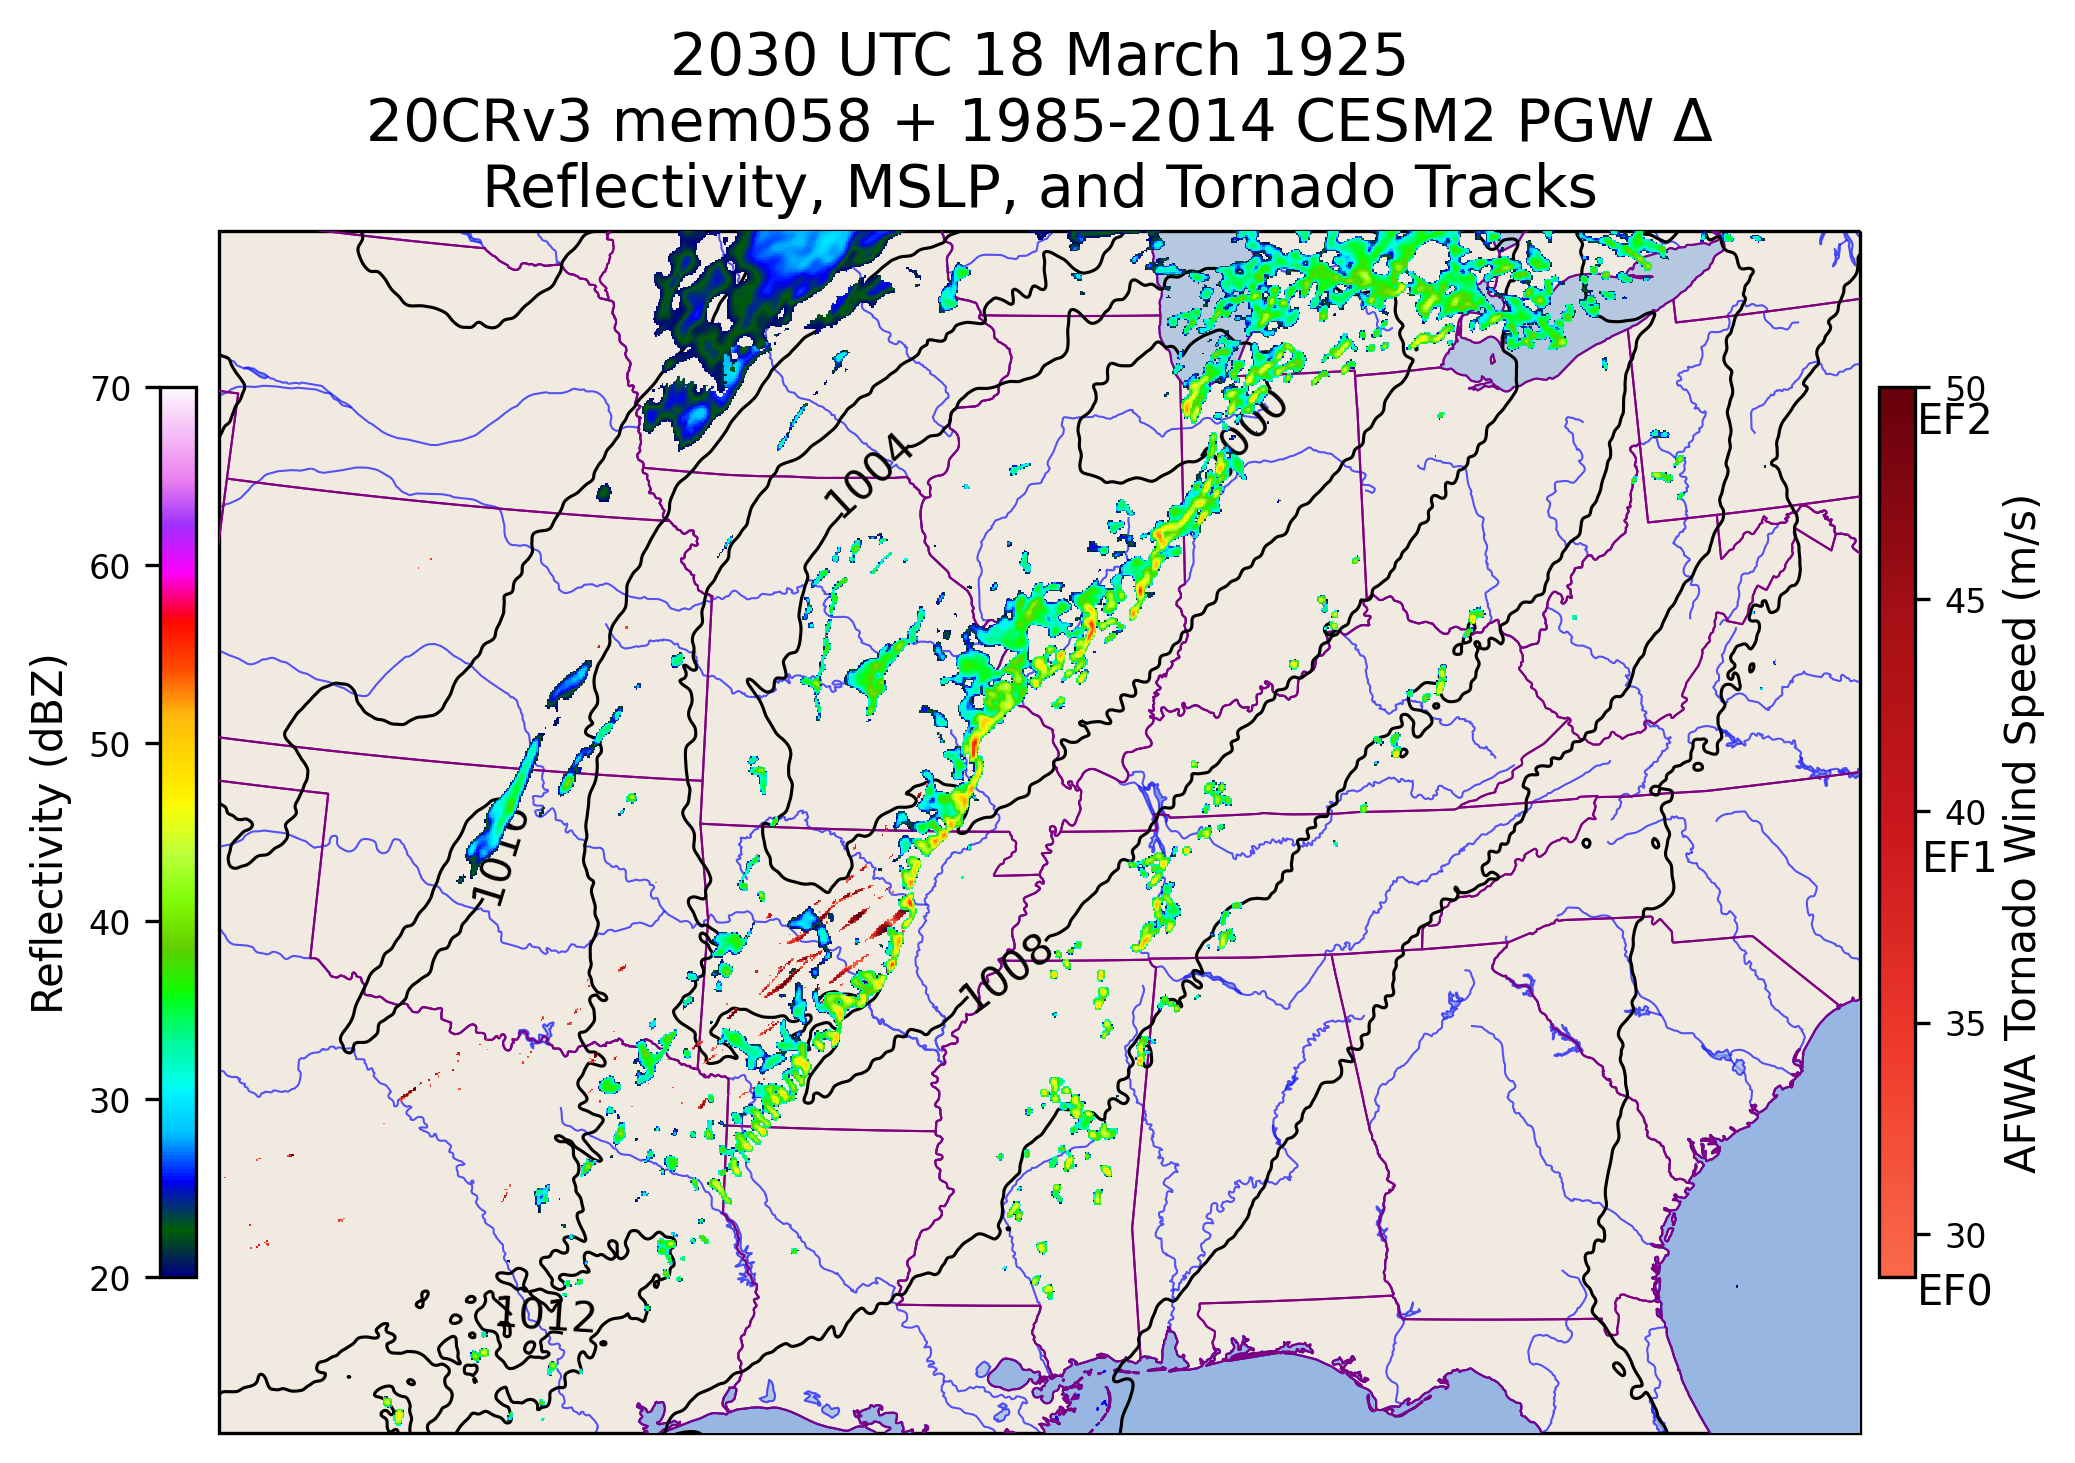 2030 UTC 18 March 1925
20CRv3 mem058 + 1985-2014 CESM2 PGW Δ
Reflectivity, MSLP, and Tornado Tracks
70
60
50
40
30
20
Reflectivity (dBZ)
1004
1016
1008
1012
50
EF2
45
40
EF1
35
30
EF0
AFWA Tornado Wind Speed (m/s)